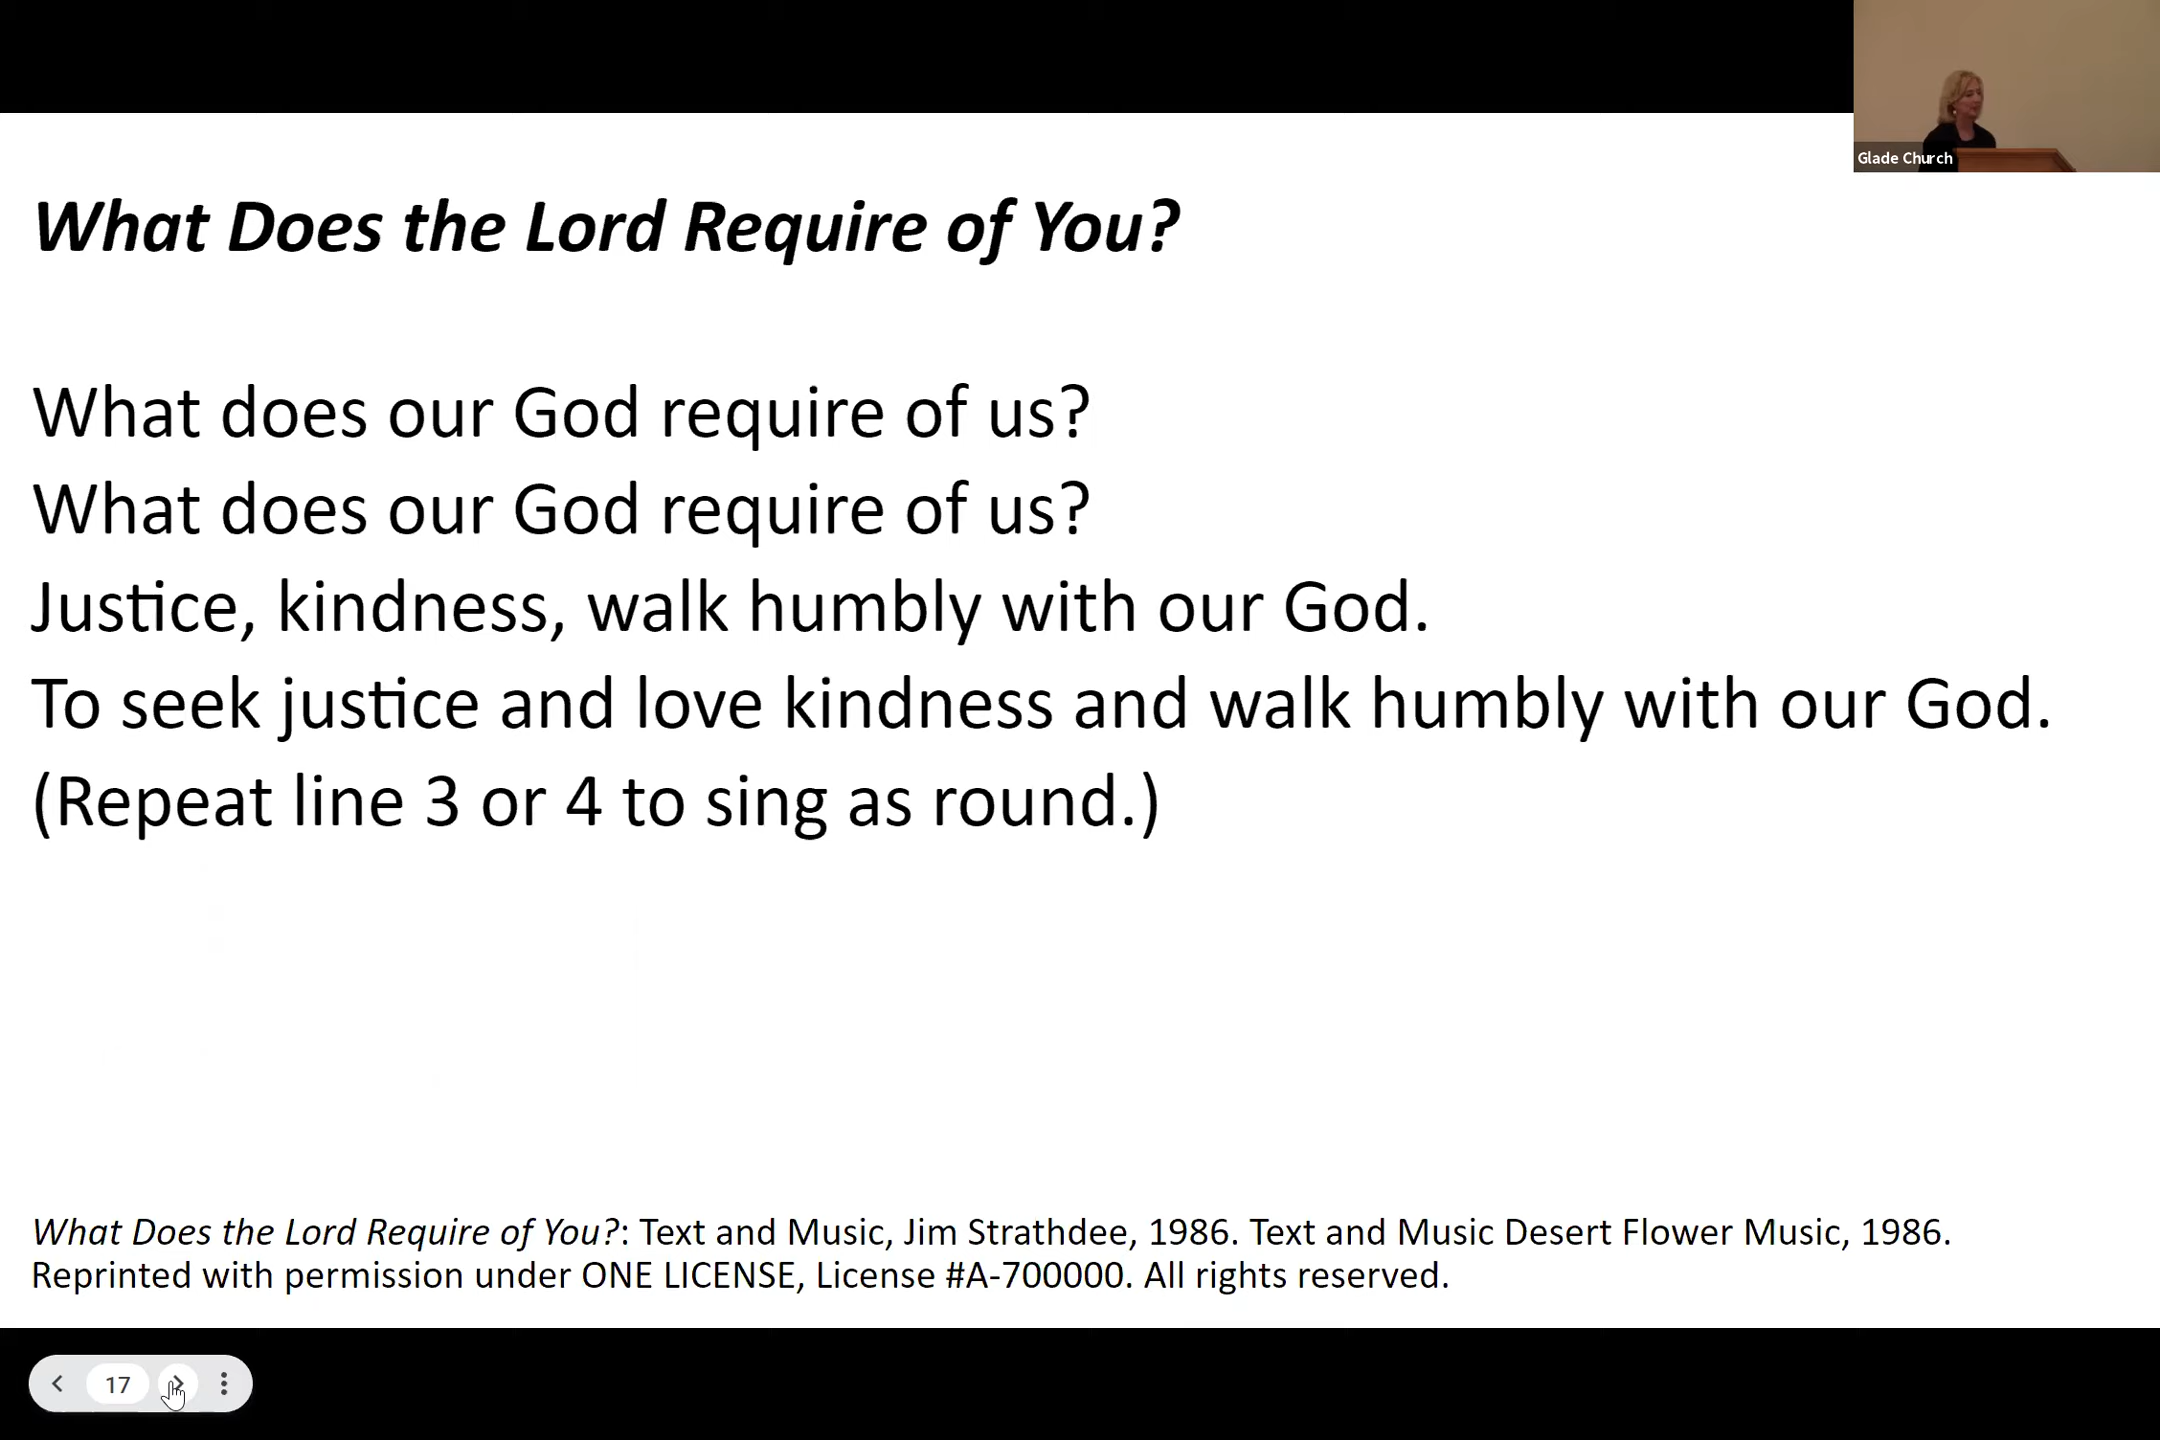 Glade Church
What Does the Lord Require of You?
What does our God require of us?
What does our God require of us?
Justice, kindness, walk humbly with our God.
To seek justice and love kindness and walk humbly with our God.
(Repeat line 3 or 4 to sing as round.)
What Does the Lord Require of You?: Text and Music, Jim Strathdee, 1986. Text and Music Desert Flower Music, 1986.
Reprinted with permission under ONE LICENSE, License #A-700000. All rights reserved.
17